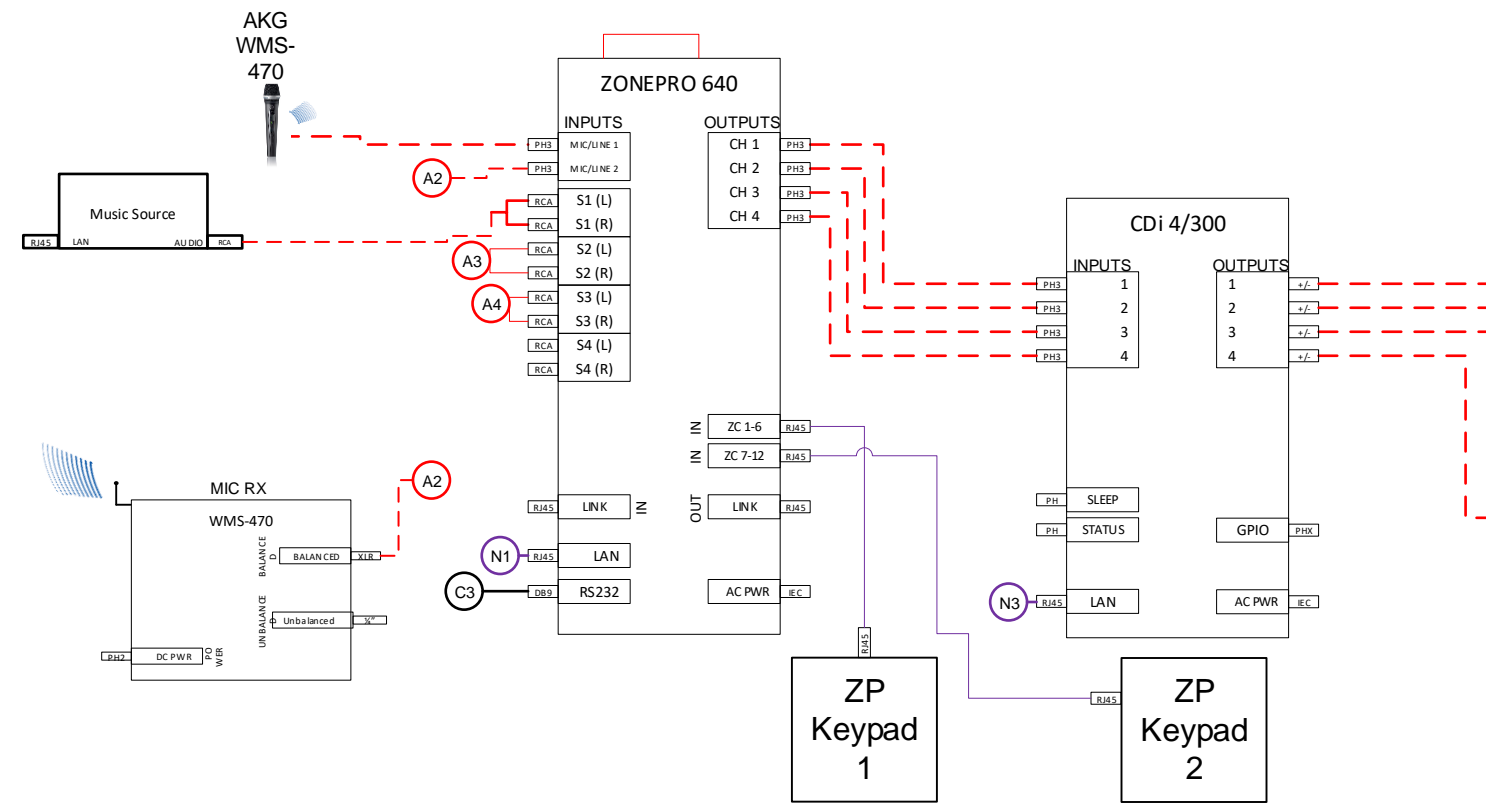 AKG
WMS-
470
Music Source
RJ45 LAN AUDIO RCA
A2
A3
A4
ZONEPRO 640
INPUTS OUTPUTS
PH3 MIC/LINE 1 CH 1 PH3
PH3 MIC/LINE 2 CH 2 PH3
RCA S1 (L) CH 3 PH3
RCA S1 (R) CH 4 PH3
RCA S2 (L)
RCA S2 (R)
RCA S3 (L)
RCA S3 (R)
RCA S4 (L)
RCA S4 (R)
IN ZC 1-6 RJ45
IN ZC 7-12 RJ45
RJ45 LINK IN OUT LINK RJ45
N1 RJ45 LAN
C3 DB9 RS232 AC PWR IEC
MIC RX
WMS-470
BALANCE
D
BALANCED XLR
A2
UNBALANCE
D
Unbalanced ¼"
PH2 DC PWR
PO
WER
CDi 4/300
INPUTS OUTPUTS
PH3 1 1 +/-
PH3 2 2 +/-
PH3 3 3 +/-
PH3 4 4 +/-
PH SLEEP
PH STATUS GPIO PHX
N3 RJ45 LAN AC PWR IEC
RJ45
ZP
Keypad
1
RJ45
ZP
Keypad
2